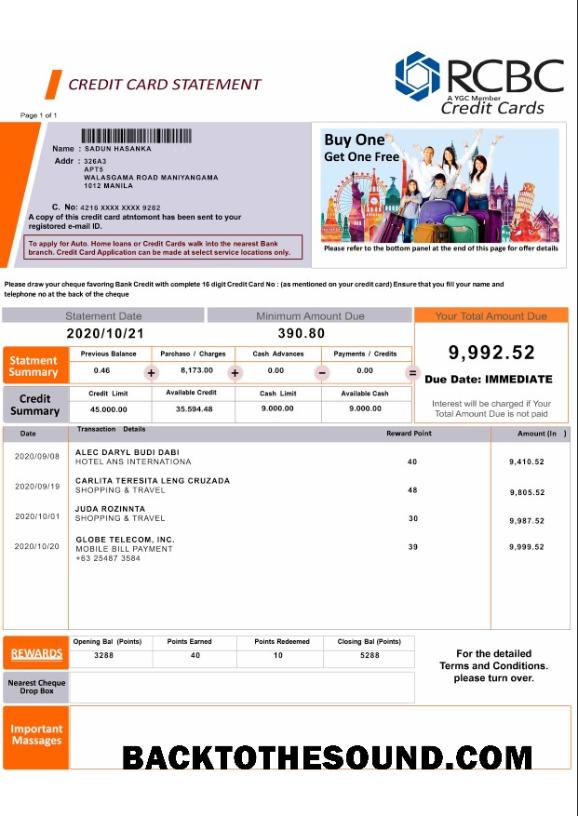 CREDIT CARD STATEMENT
RCBC
A YGC Member
Credit Cards
Page 1 of 1
Name : SADUN HASANKA
Addr : 326A3
APT5
WALASGAMA ROAD MANIYANGAMA
1012 MANILA
C. No: 4216 XXXX XXXX 9282
A copy of this credit card atntomont has been sent to your
registered e-mail ID.
To apply for Auto. Home loans or Credit Cards walk into the nearest Bank
branch. Credit Card Application can be made at select service locations only.
Buy One
Get One Free
Please refer to the bottom panel at the end of this page for offer details
Please draw your cheque favoring Bank Credit with complete 16 digit Credit Card No : (as mentioned on your credit card) Ensure that you fill your name and
telephone no at the back of the cheque
Statement Date Minimum Amount Due Your Total Amount Due
2020/10/21 390.80
9,992.52
Due Date: IMMEDIATE
Interest will be charged if Your
Total Amount Due is not paid
Statment
Summary
Previous Balance Parchaso / Charges Cash Advances Payments / Credits
0.46 + 8,173.00 + 0.00 − 0.00 =
Credit
Summary
Credit Limit Available Credit Cash Limit Available Cash
45.000.00 35.594.48 9.000.00 9.000.00
Date Transaction Details Reward Point Amount (In )
2020/09/08 ALEC DARYL BUDI DABI
HOTEL ANS INTERNATIONA 40 9,410.52
2020/09/19 CARLITA TERESITA LENG CRUZADA
SHOPPING & TRAVEL 48 9,805.52
2020/10/01 JUDA ROZINNTA
SHOPPING & TRAVEL 30 9,987.52
2020/10/20 GLOBE TELECOM, INC.
MOBILE BILL PAYMENT 39 9,999.52
+63 25487 3584
REWARDS
Opening Bal (Points) Points Earned Points Redeemed Closing Bal (Points)
3288 40 10 5288
For the detailed
Terms and Conditions.
please turn over.
Nearest Cheque
Drop Box
Important
Massages
BACKTOTHESOUND.COM